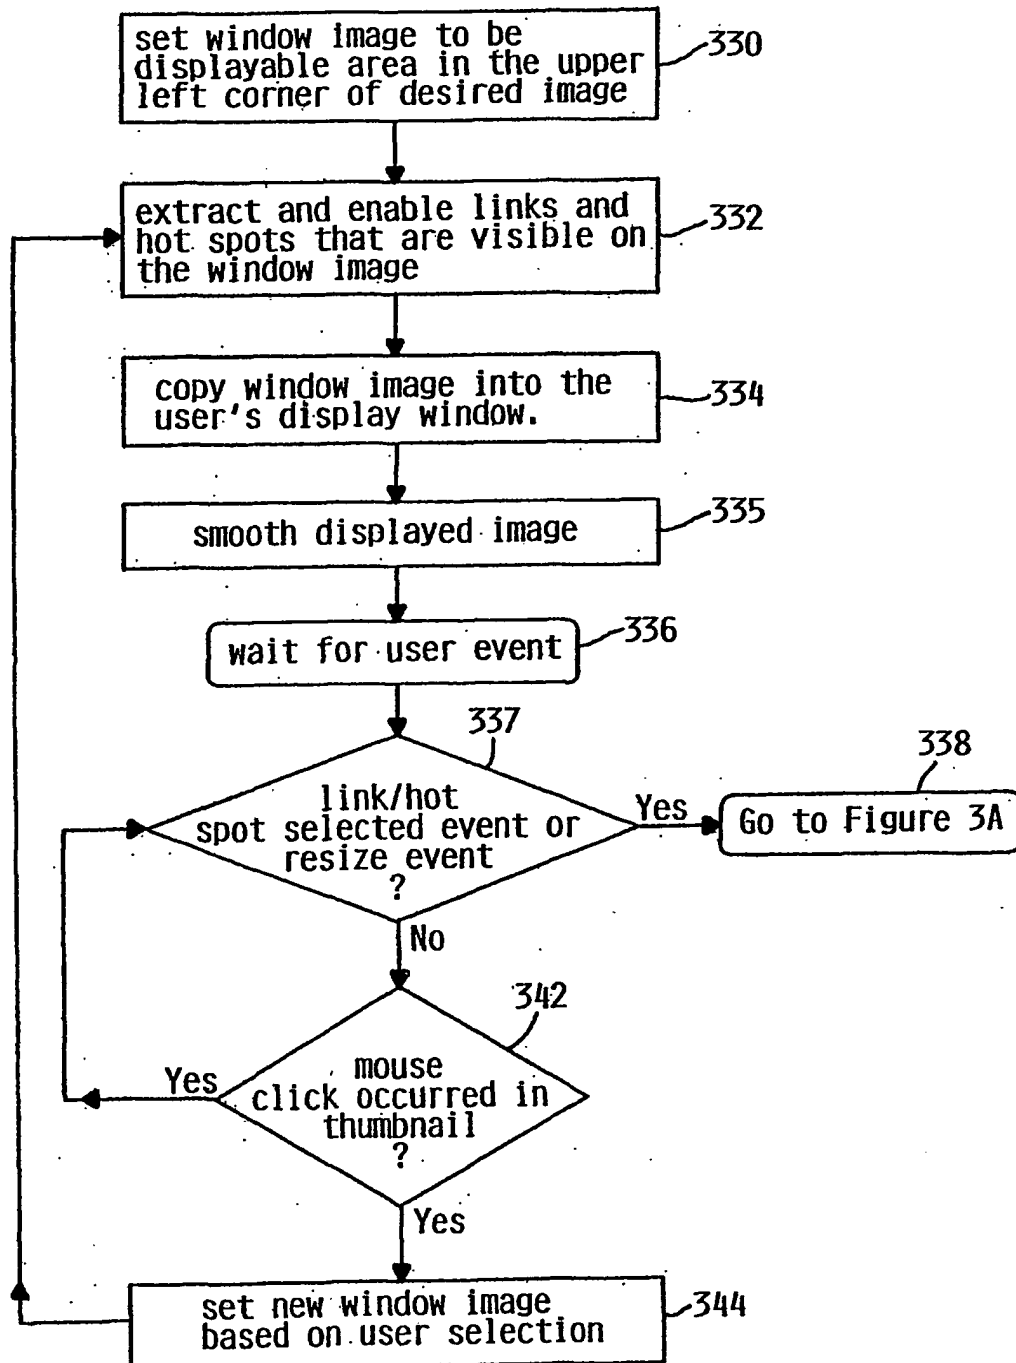 set window image to be
displayable area in the upper
left corner of desired image
330
extract and enable links and
hot spots that are visible on
the window image
332
copy window image into the
user's display window.
334
smooth displayed image
335
wait for user event
336
337
link/hot
spot selected event or
resize event
?
Yes
338
Go to Figure 3A
No
342
mouse
click occurred in
thumbnail
?
Yes
Yes
set new window image
based on user selection
344